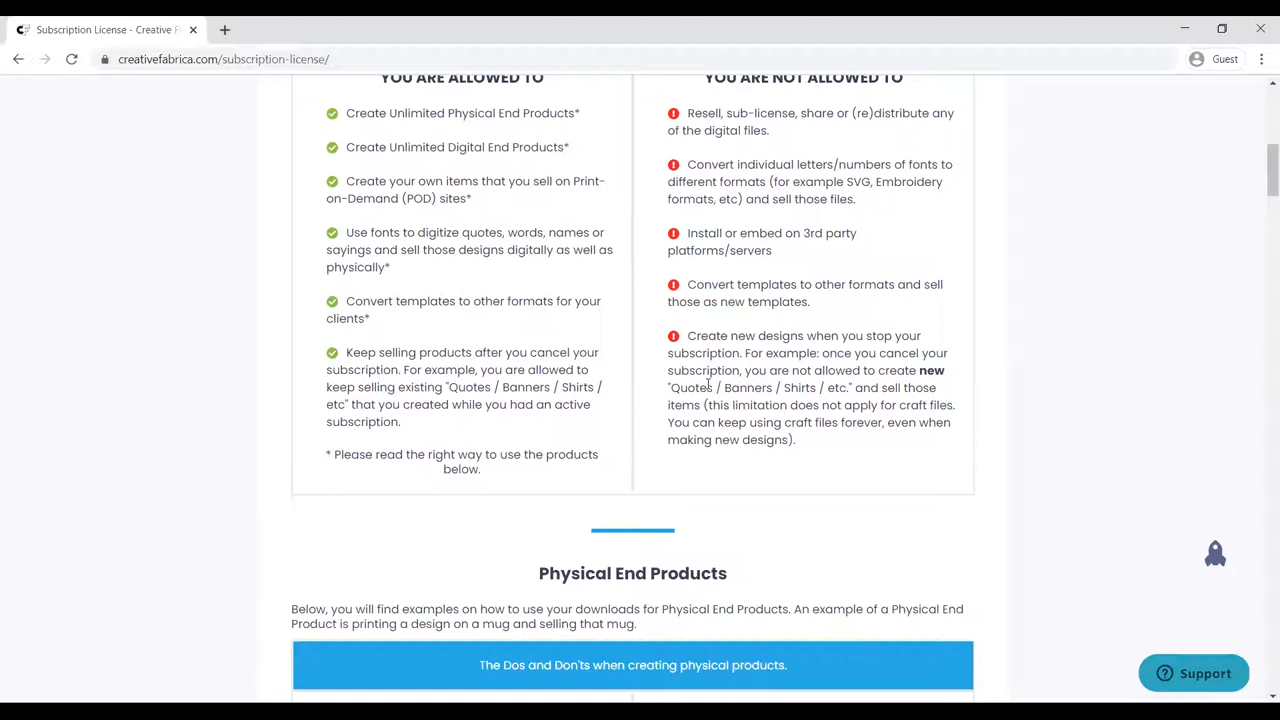 Subscription License - Creative F
creativefabrica.com/subscription-license/
Guest
YOU ARE ALLOWED TO
Create Unlimited Physical End Products*
Create Unlimited Digital End Products*
Create your own items that you sell on Print-
on-Demand (POD) sites*
Use fonts to digitize quotes, words, names or
sayings and sell those designs digitally as well as
physically*
Convert templates to other formats for your
clients*
Keep selling products after you cancel your
subscription. For example, you are allowed to
keep selling existing "Quotes / Banners / Shirts /
etc" that you created while you had an active
subscription.
* Please read the right way to use the products
below.
YOU ARE NOT ALLOWED TO
Resell, sub-license, share or (re)distribute any
of the digital files.
Convert individual letters/numbers of fonts to
different formats (for example SVG, Embroidery
formats, etc) and sell those files.
Install or embed on 3rd party
platforms/servers
Convert templates to other formats and sell
those as new templates.
Create new designs when you stop your
subscription. For example: once you cancel your
subscription, you are not allowed to create new
"Quotes / Banners / Shirts / etc." and sell those
items (this limitation does not apply for craft files.
You can keep using craft files forever, even when
making new designs).
Physical End Products
Below, you will find examples on how to use your downloads for Physical End Products. An example of a Physical End
Product is printing a design on a mug and selling that mug.
The Dos and Don'ts when creating physical products.
Support